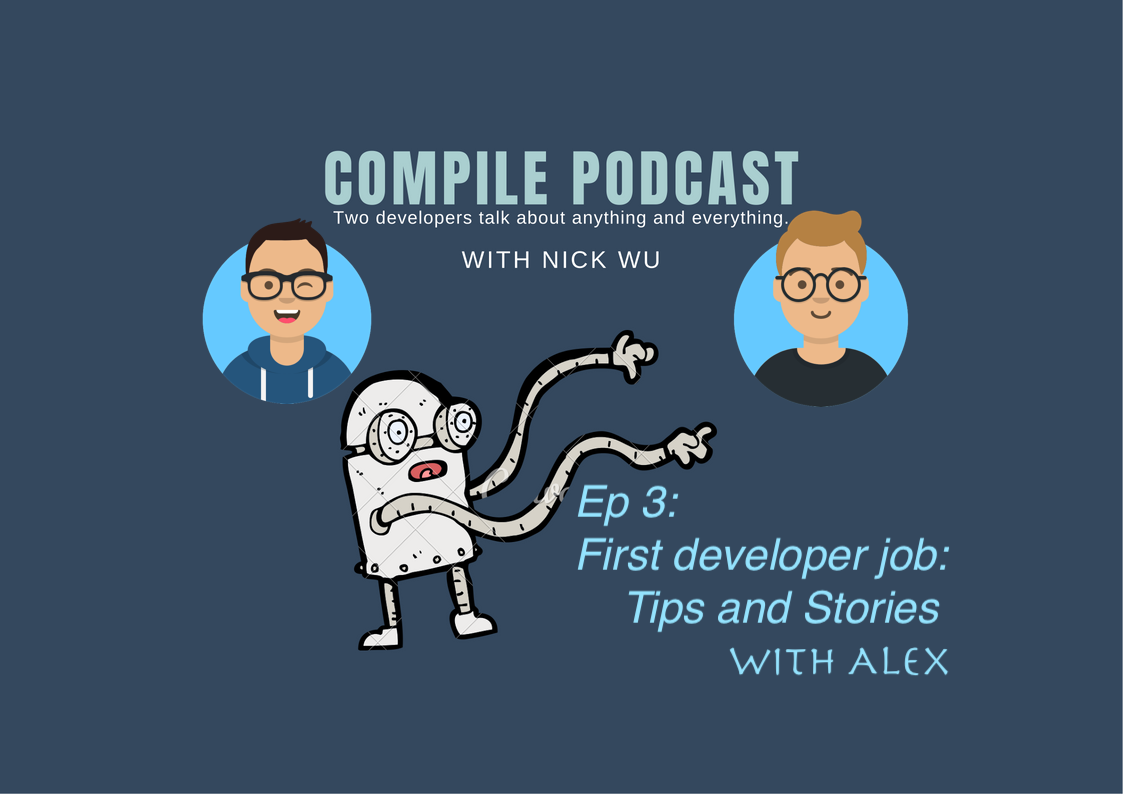 COMPILE PODCAST
Two developers talk about anything and everything.
WITH NICK WU
Ep 3:
First developer job:
Tips and Stories
WITH ALEX